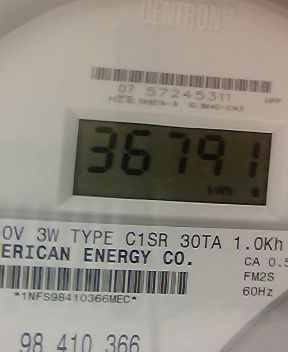 CENTRON®
07 57245311
HPP
36791
kWh
0V 3W TYPE C1SR 30TA 1.0Kh
ERICAN ENERGY CO.
CA 0.5
FM2S
60Hz
*1NFS98410366MEC*
98 410 366